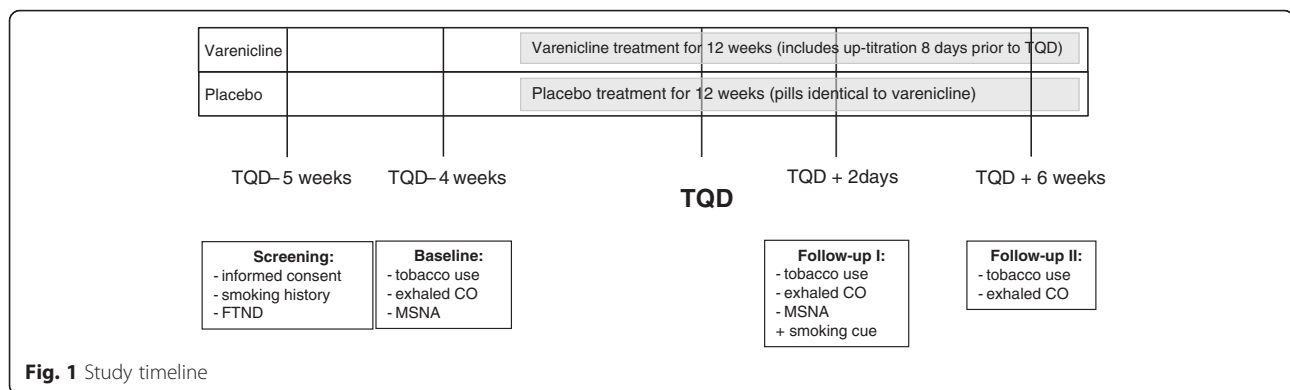 Varenicline
Varenicline treatment for 12 weeks (includes up-titration 8 days prior to TQD)
Placebo
Placebo treatment for 12 weeks (pills identical to varenicline)
TQD– 5 weeks
TQD– 4 weeks
TQD
TQD + 2days
TQD + 6 weeks
Screening:
- informed consent
- smoking history
- FTND
Baseline:
- tobacco use
- exhaled CO
- MSNA
Follow-up I:
- tobacco use
- exhaled CO
- MSNA
+ smoking cue
Follow-up II:
- tobacco use
- exhaled CO
Fig. 1 Study timeline